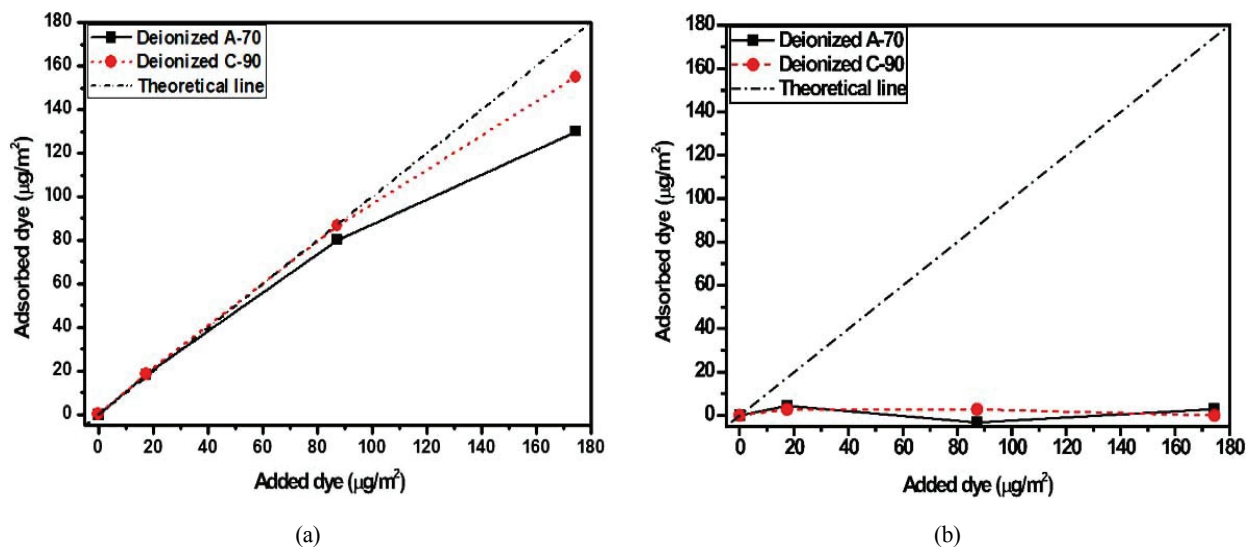 180
160
140
120
100
80
60
40
20
0
Adsorbed dye (µg/m²)
Deionized A-70
Deionized C-90
Theoretical line
0 20 40 60 80 100 120 140 160 180
Added dye (µg/m²)
(a)
180
160
140
120
100
80
60
40
20
0
Adsorbed dye (µg/m²)
Deionized A-70
Deionized C-90
Theoretical line
0 20 40 60 80 100 120 140 160 180
Added dye (µg/m²)
(b)